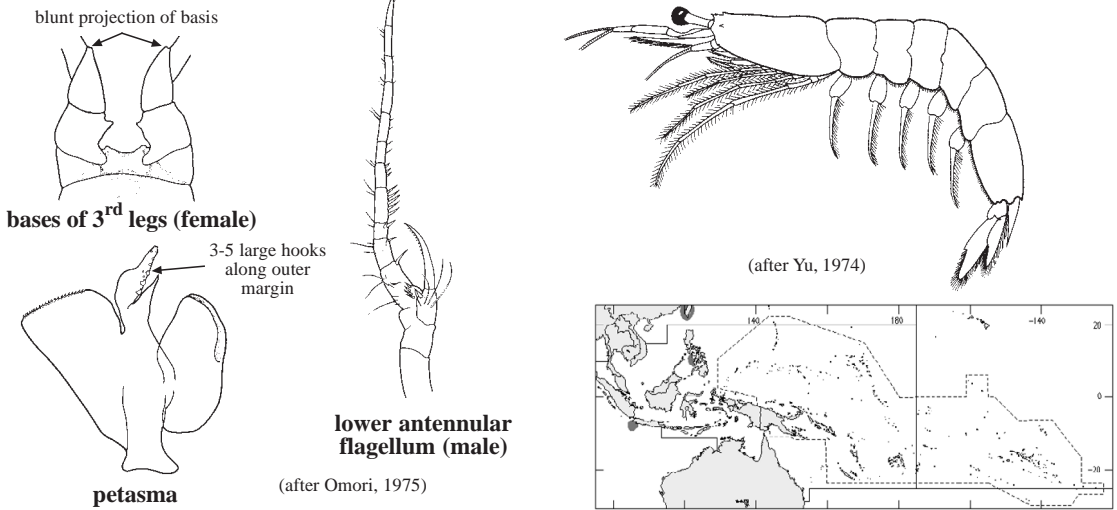 blunt projection of basis
bases of 3rd legs (female)
3-5 large hooks
along outer
margin
petasma
lower antennular
flagellum (male)
(after Omori, 1975)
(after Yu, 1974)
140
180
-140
20
0
-20